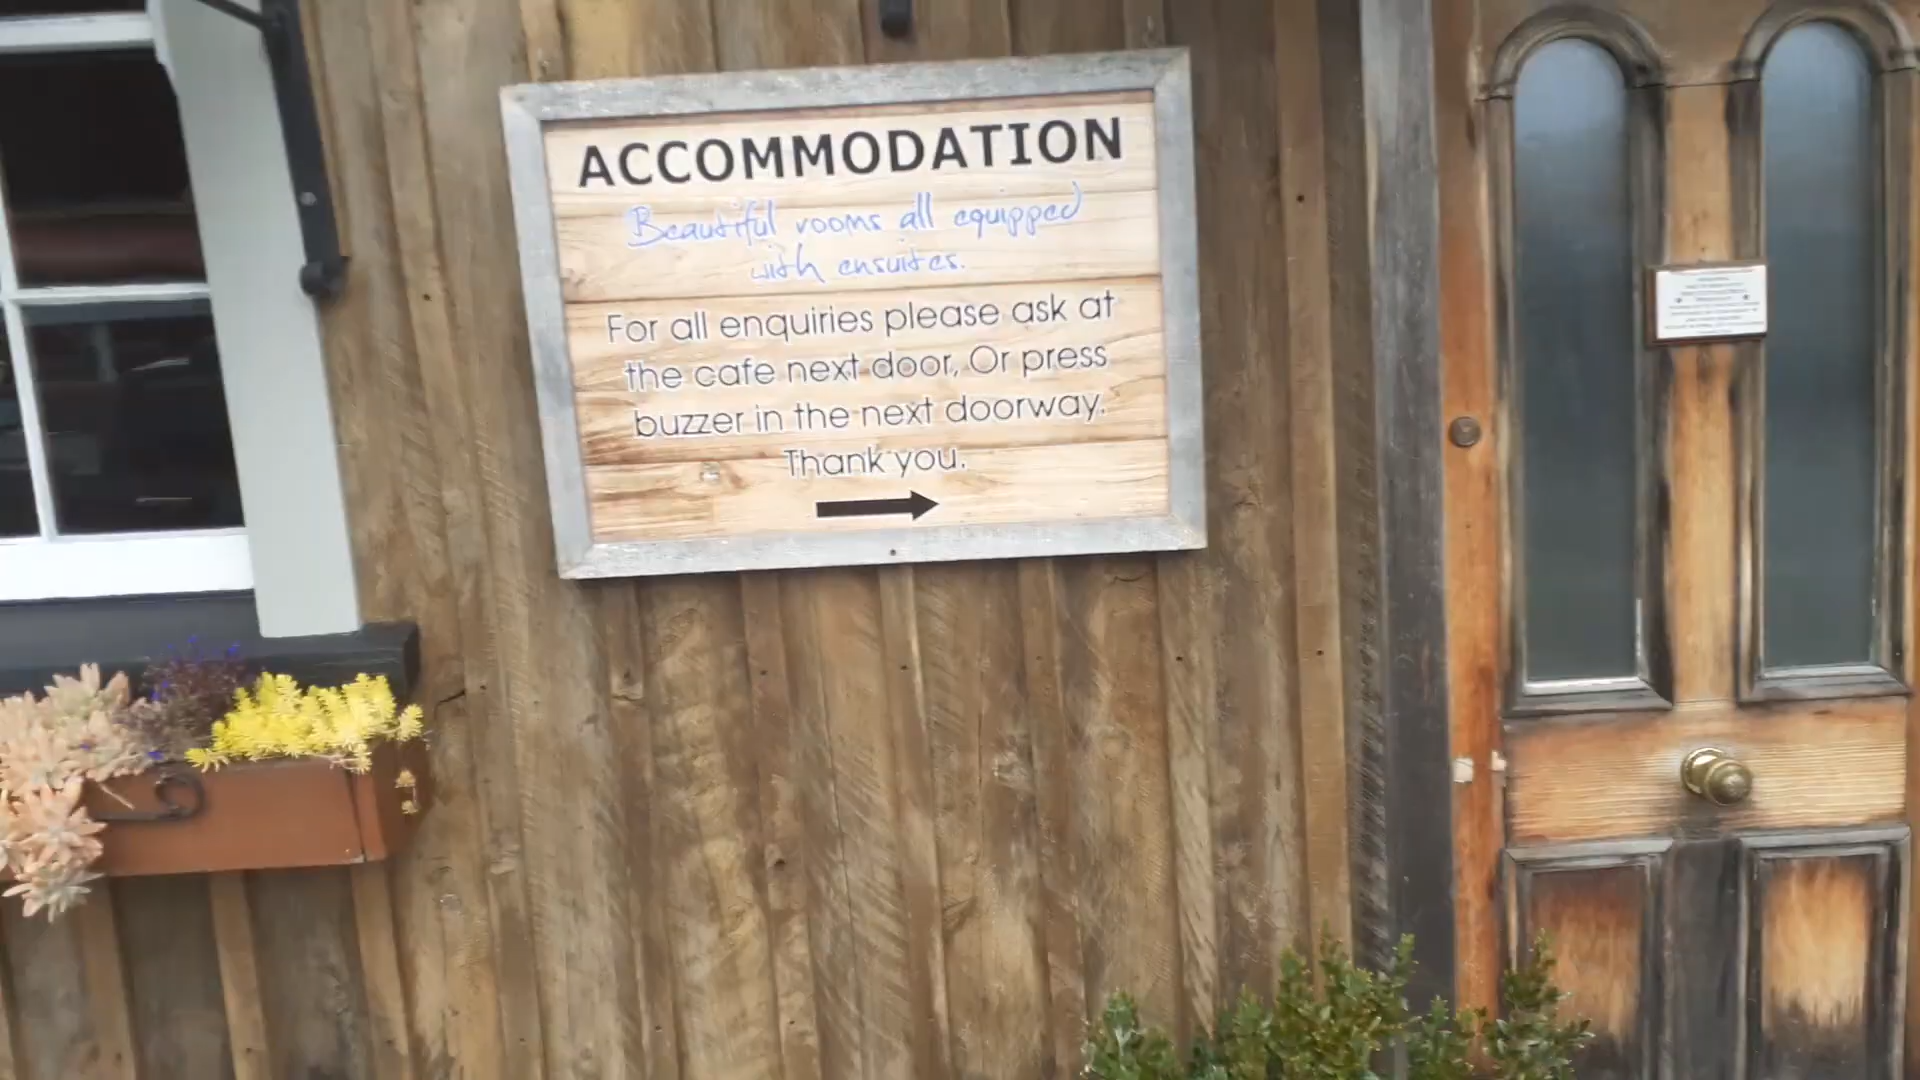 ACCOMMODATION
Beautiful rooms all equipped
with ensuites.
For all enquiries please ask at
the cafe next door, Or press
buzzer in the next doorway.
Thank you.